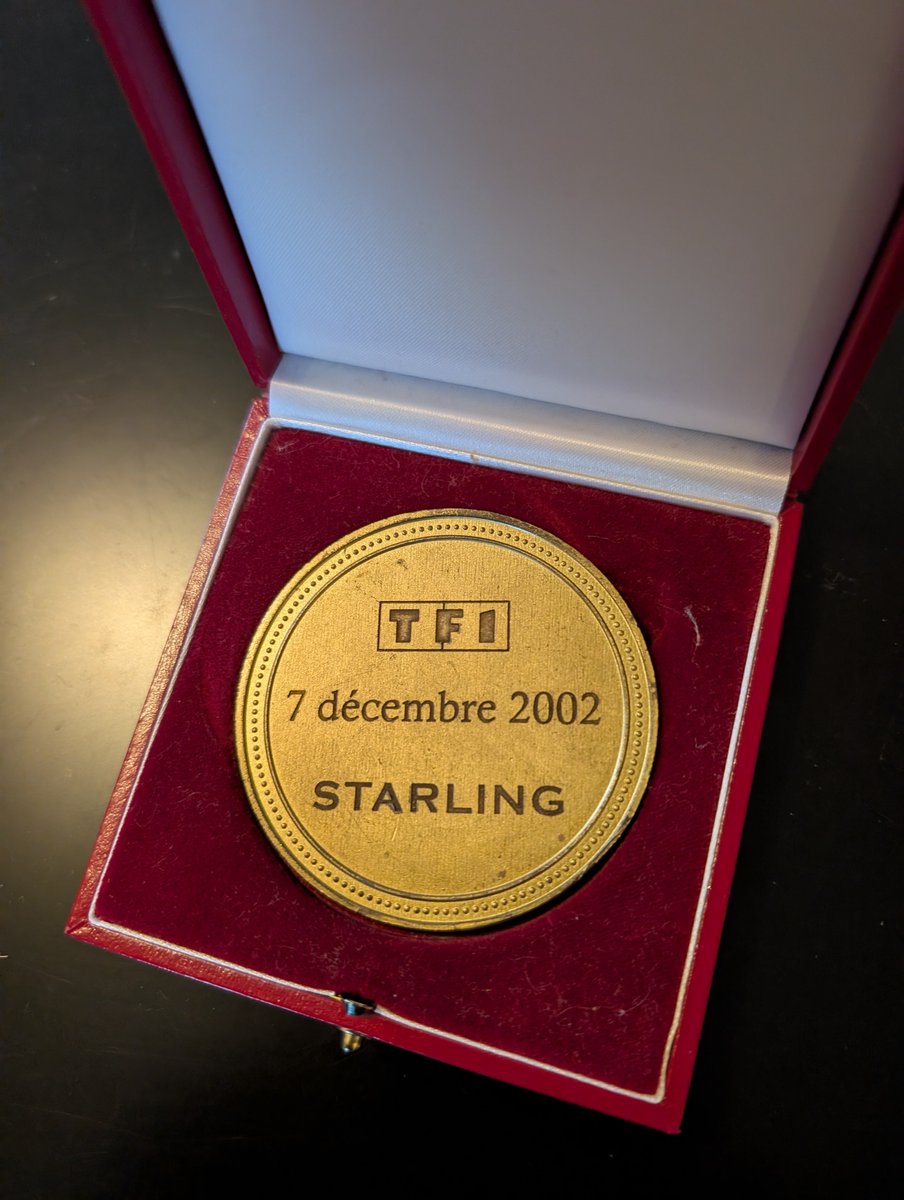 TF1
7 décembre 2002
STARLING